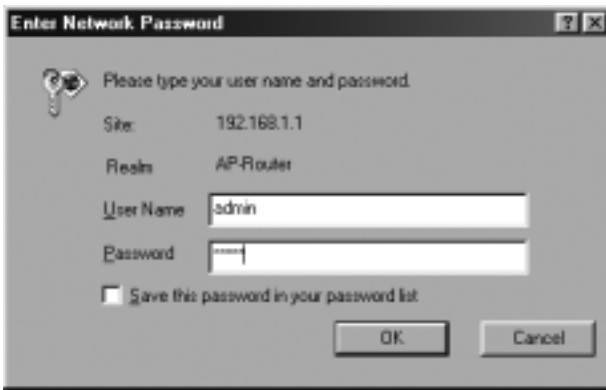 Enter Network Password
Please type your user name and password.
Site: 192.168.1.1
Realm AP-Router
User Name admin
Password *****
Save this password in your password list
OK Cancel